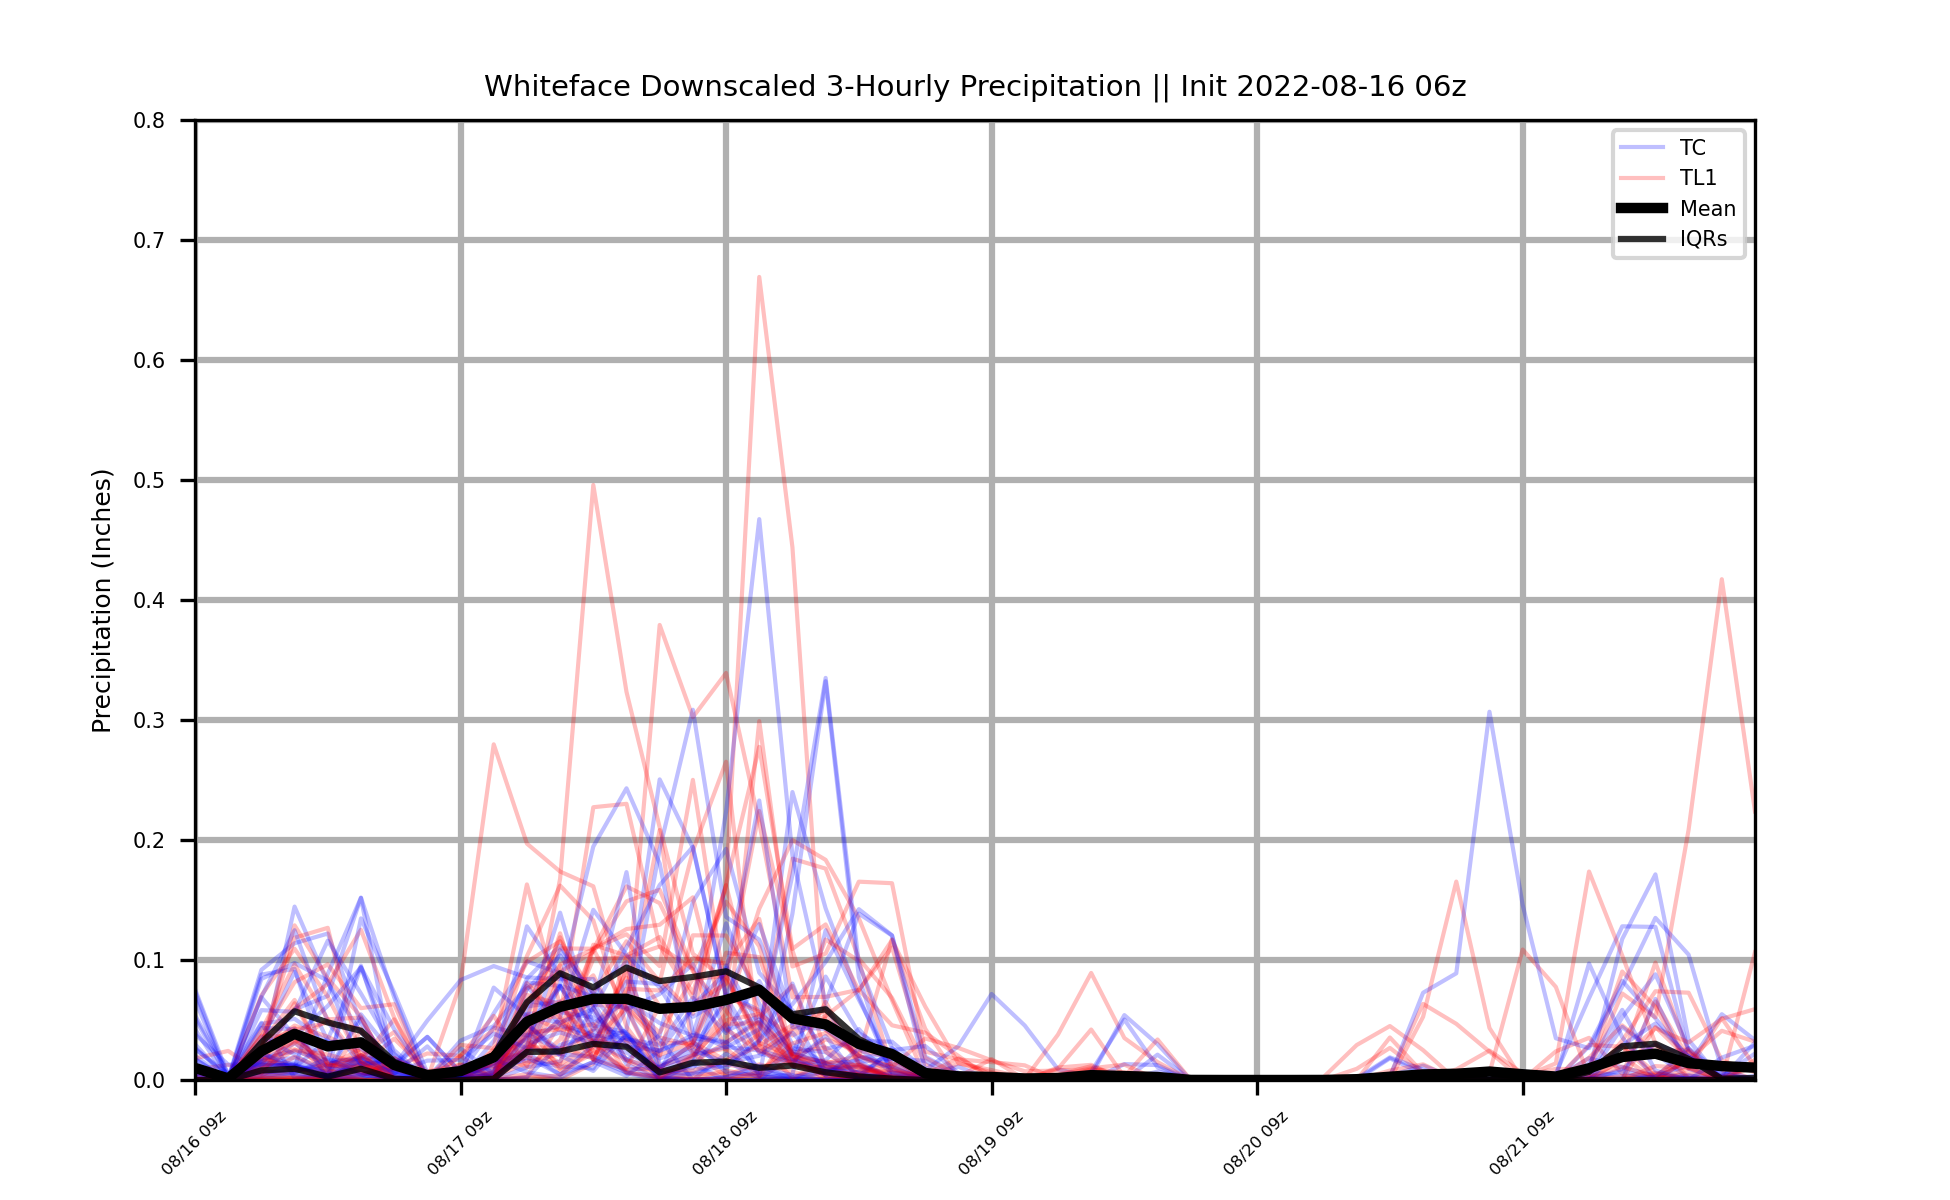 Whiteface Downscaled 3-Hourly Precipitation || Init 2022-08-16 06z
TC
TL1
Mean
IQRs
Precipitation (Inches)
0.8
0.7
0.6
0.5
0.4
0.3
0.2
0.1
0.0
08/16 09z
08/17 09z
08/18 09z
08/19 09z
08/20 09z
08/21 09z